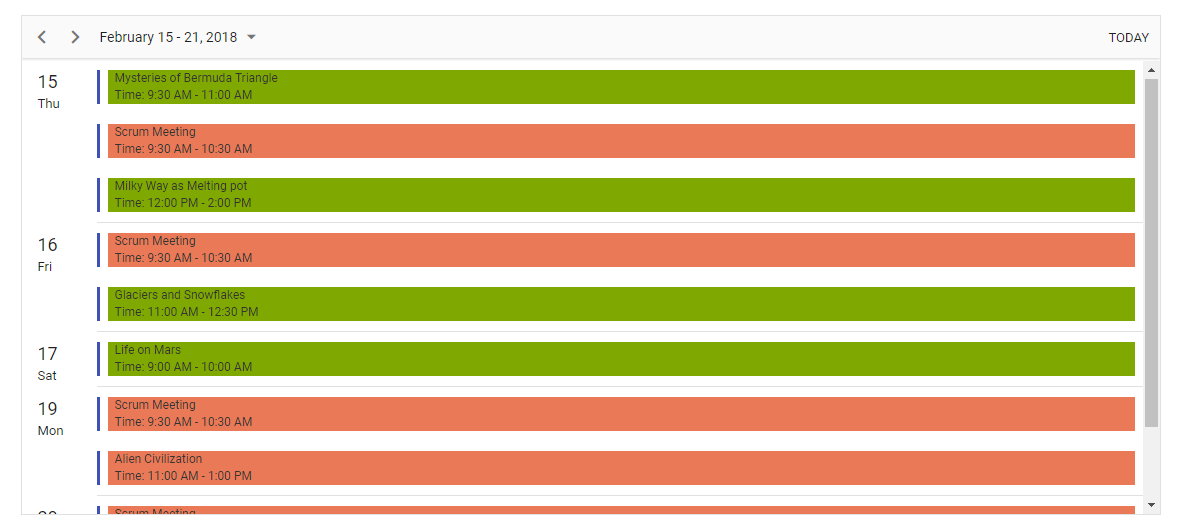 February 15 - 21, 2018
TODAY
15
Thu
Mysteries of Bermuda Triangle
Time: 9:30 AM - 11:00 AM
Scrum Meeting
Time: 9:30 AM - 10:30 AM
Milky Way as Melting pot
Time: 12:00 PM - 2:00 PM
16
Fri
Scrum Meeting
Time: 9:30 AM - 10:30 AM
Glaciers and Snowflakes
Time: 11:00 AM - 12:30 PM
17
Sat
Life on Mars
Time: 9:00 AM - 10:00 AM
19
Mon
Scrum Meeting
Time: 9:30 AM - 10:30 AM
Alien Civilization
Time: 11:00 AM - 1:00 PM
Scrum Meeting